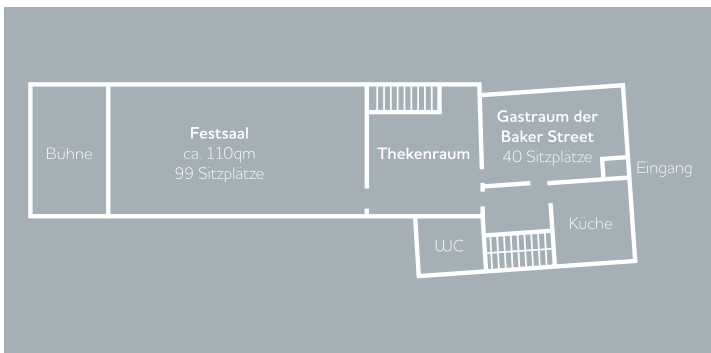 Bühne
Festsaal
ca. 110qm
99 Sitzplätze
Thekenraum
Gastraum der
Baker Street
40 Sitzplätze
Eingang
Küche
WC